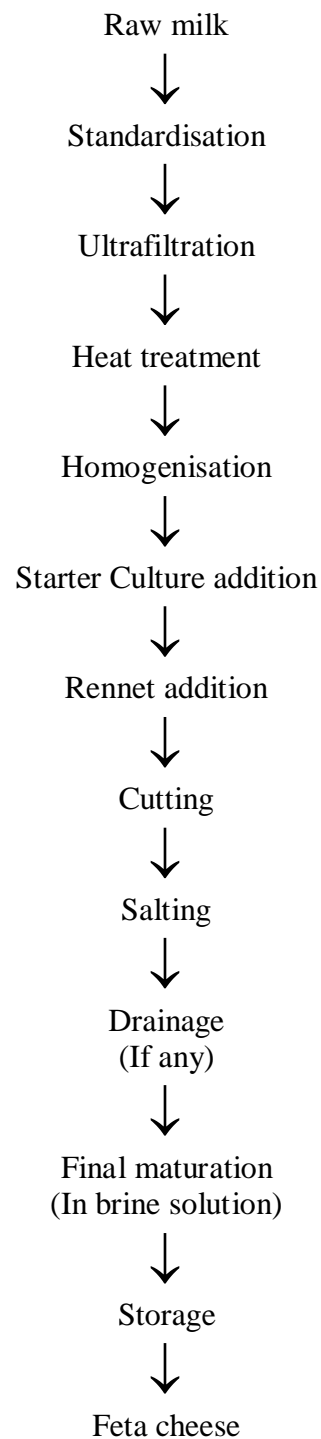 Raw milk
Standardisation
Ultrafiltration
Heat treatment
Homogenisation
Starter Culture addition
Rennet addition
Cutting
Salting
Drainage
(If any)
Final maturation
(In brine solution)
Storage
Feta cheese